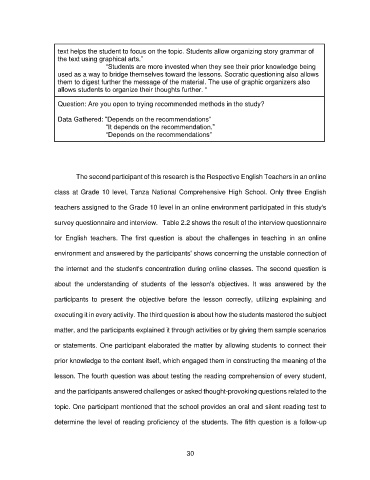 text helps the student to focus on the topic. Students allow organizing story grammar of
the text using graphical arts."
"Students are more invested when they see their prior knowledge being
used as a way to bridge themselves toward the lessons. Socratic questioning also allows
them to digest further the message of the material. The use of graphic organizers also
allows students to organize their thoughts further. "
Question: Are you open to trying recommended methods in the study?
Data Gathered: "Depends on the recommendations"
"It depends on the recommendation."
"Depends on the recommendations"
The second participant of this research is the Respective English Teachers in an online
class at Grade 10 level, Tanza National Comprehensive High School. Only three English
teachers assigned to the Grade 10 level in an online environment participated in this study's
survey questionnaire and interview. Table 2.2 shows the result of the interview questionnaire
for English teachers. The first question is about the challenges in teaching in an online
environment and answered by the participants' shows concerning the unstable connection of
the internet and the student's concentration during online classes. The second question is
about the understanding of students of the lesson's objectives. It was answered by the
participants to present the objective before the lesson correctly, utilizing explaining and
executing it in every activity. The third question is about how the students mastered the subject
matter, and the participants explained it through activities or by giving them sample scenarios
or statements. One participant elaborated the matter by allowing students to connect their
prior knowledge to the content itself, which engaged them in constructing the meaning of the
lesson. The fourth question was about testing the reading comprehension of every student,
and the participants answered challenges or asked thought-provoking questions related to the
topic. One participant mentioned that the school provides an oral and silent reading test to
determine the level of reading proficiency of the students. The fifth question is a follow-up
30